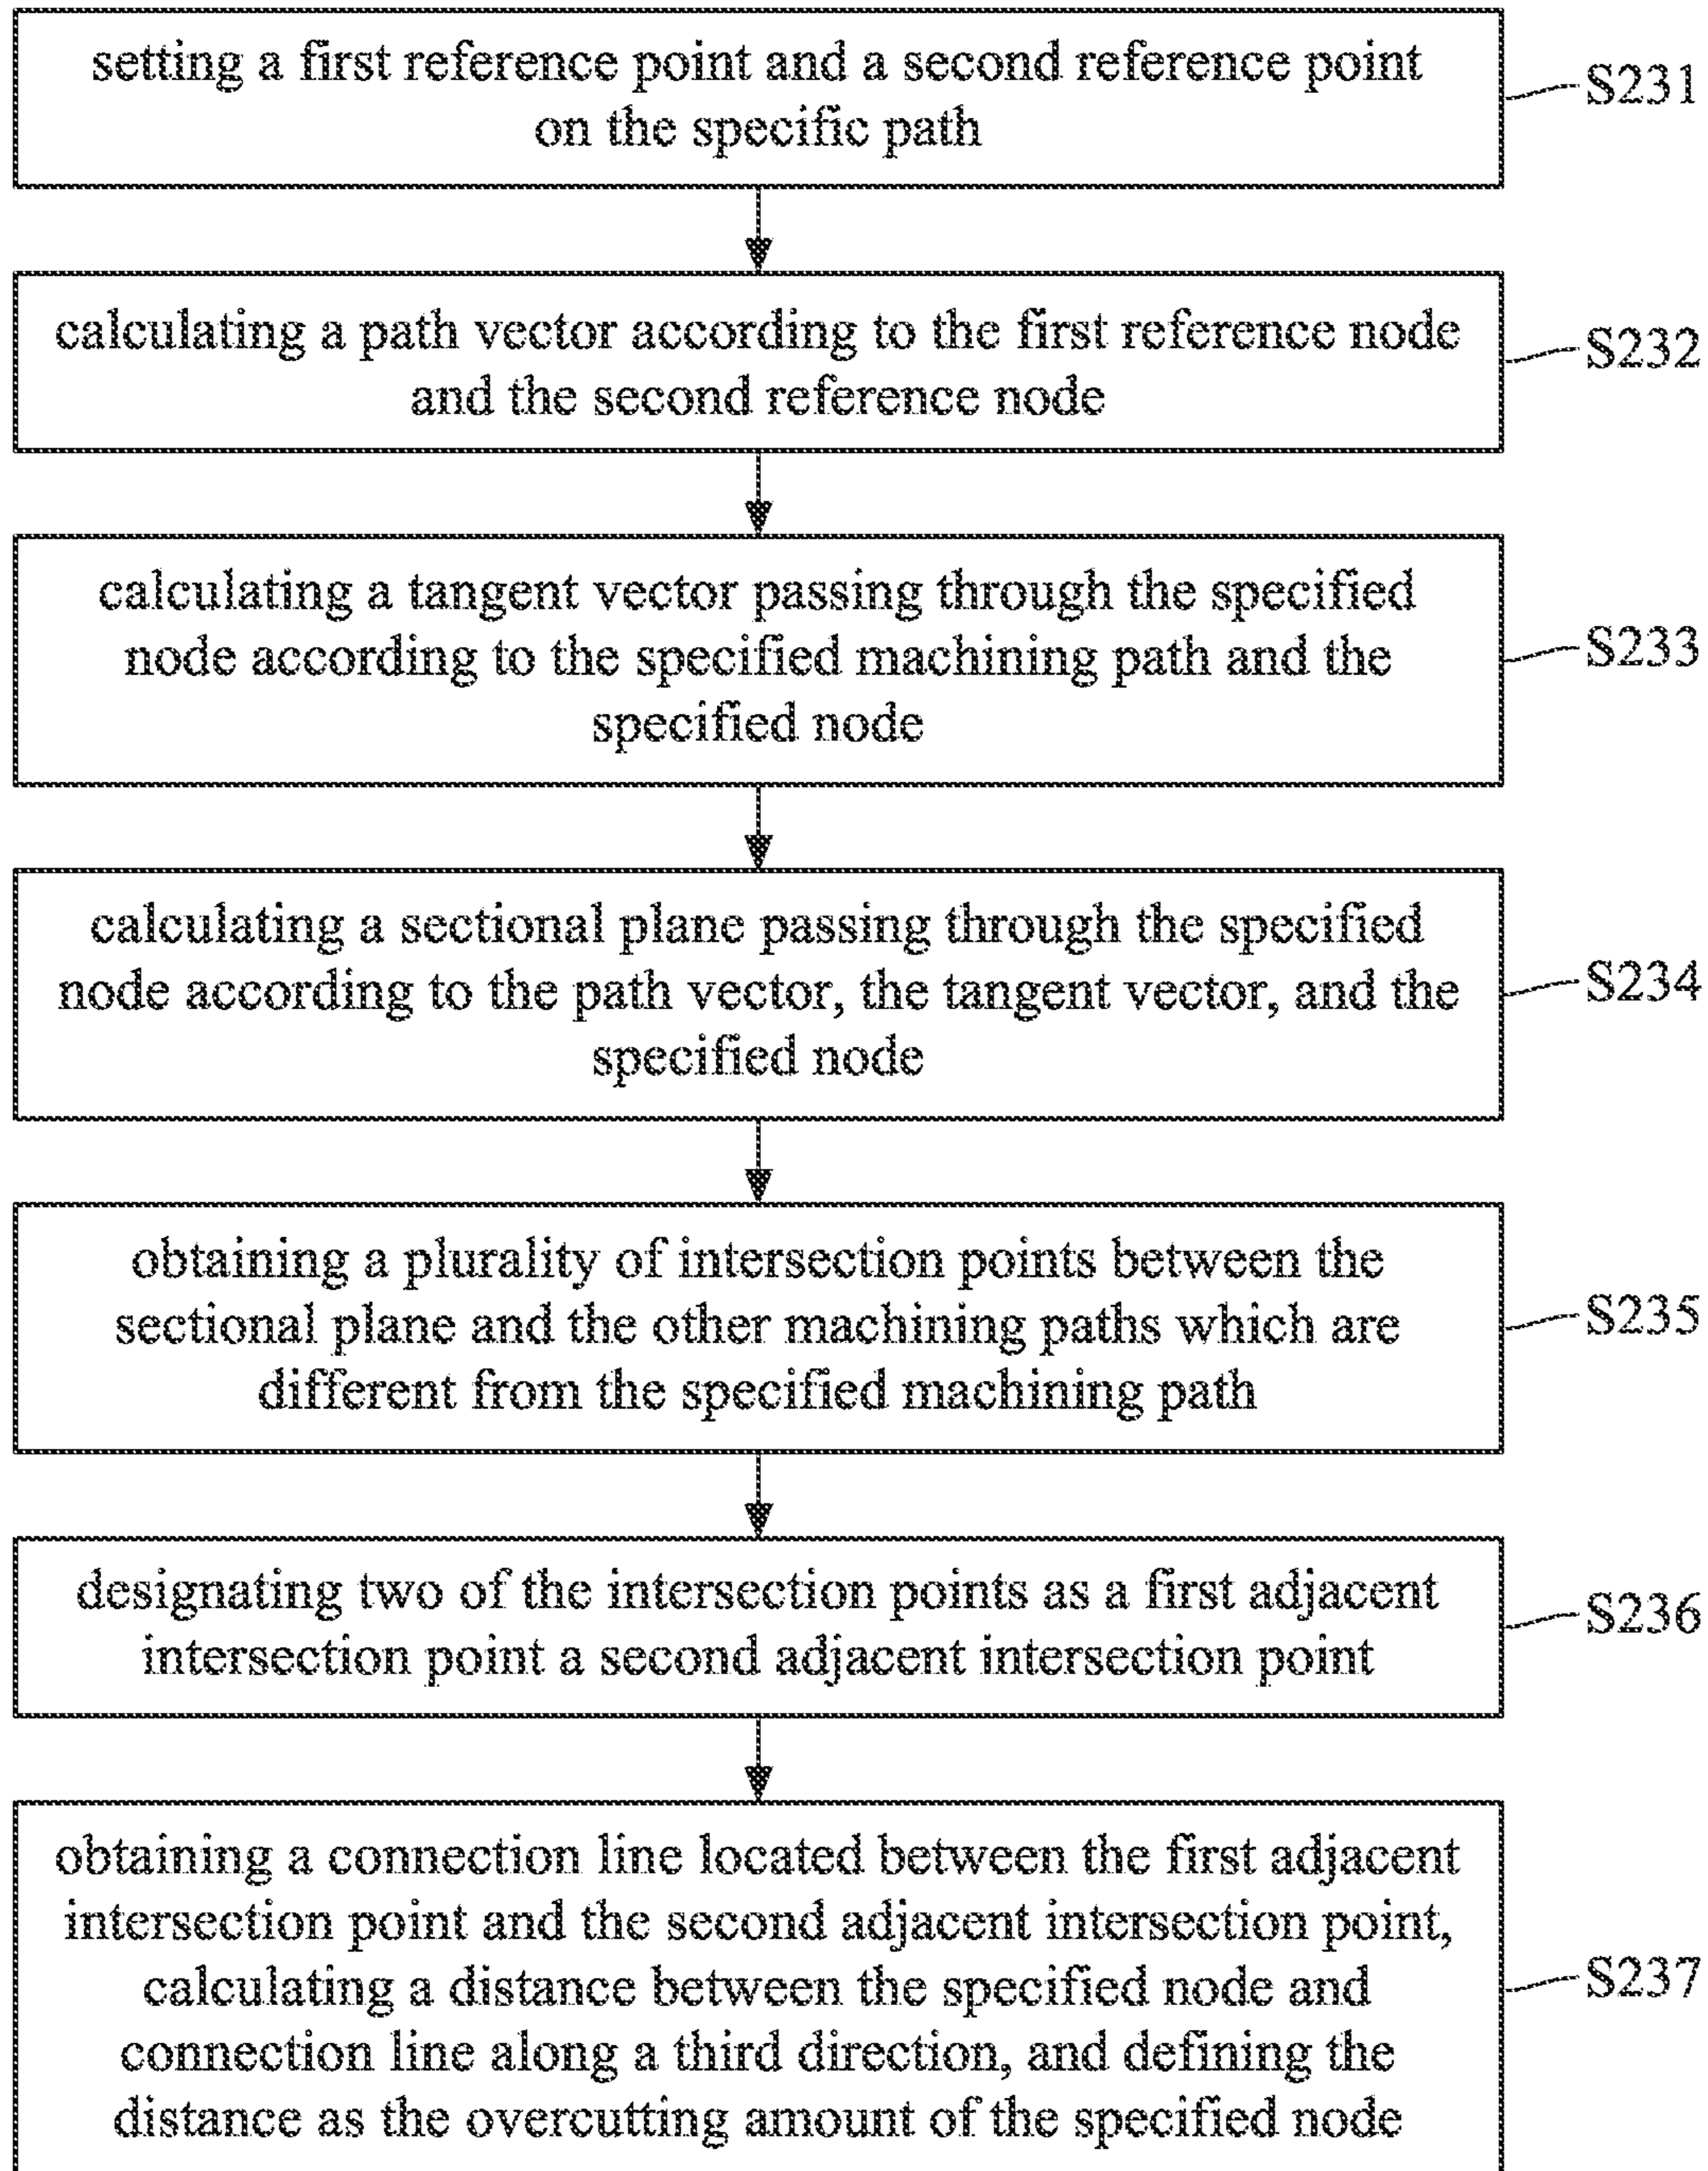 setting a first reference point and a second reference point
on the specific path
S231
calculating a path vector according to the first reference node
and the second reference node
S232
calculating a tangent vector passing through the specified
node according to the specified machining path and the
specified node
S233
calculating a sectional plane passing through the specified
node according to the path vector, the tangent vector, and the
specified node
S234
obtaining a plurality of intersection points between the
sectional plane and the other machining paths which are
different from the specified machining path
S235
designating two of the intersection points as a first adjacent
intersection point a second adjacent intersection point
S236
obtaining a connection line located between the first adjacent
intersection point and the second adjacent intersection point,
calculating a distance between the specified node and
connection line along a third direction, and defining the
distance as the overcutting amount of the specified node
S237